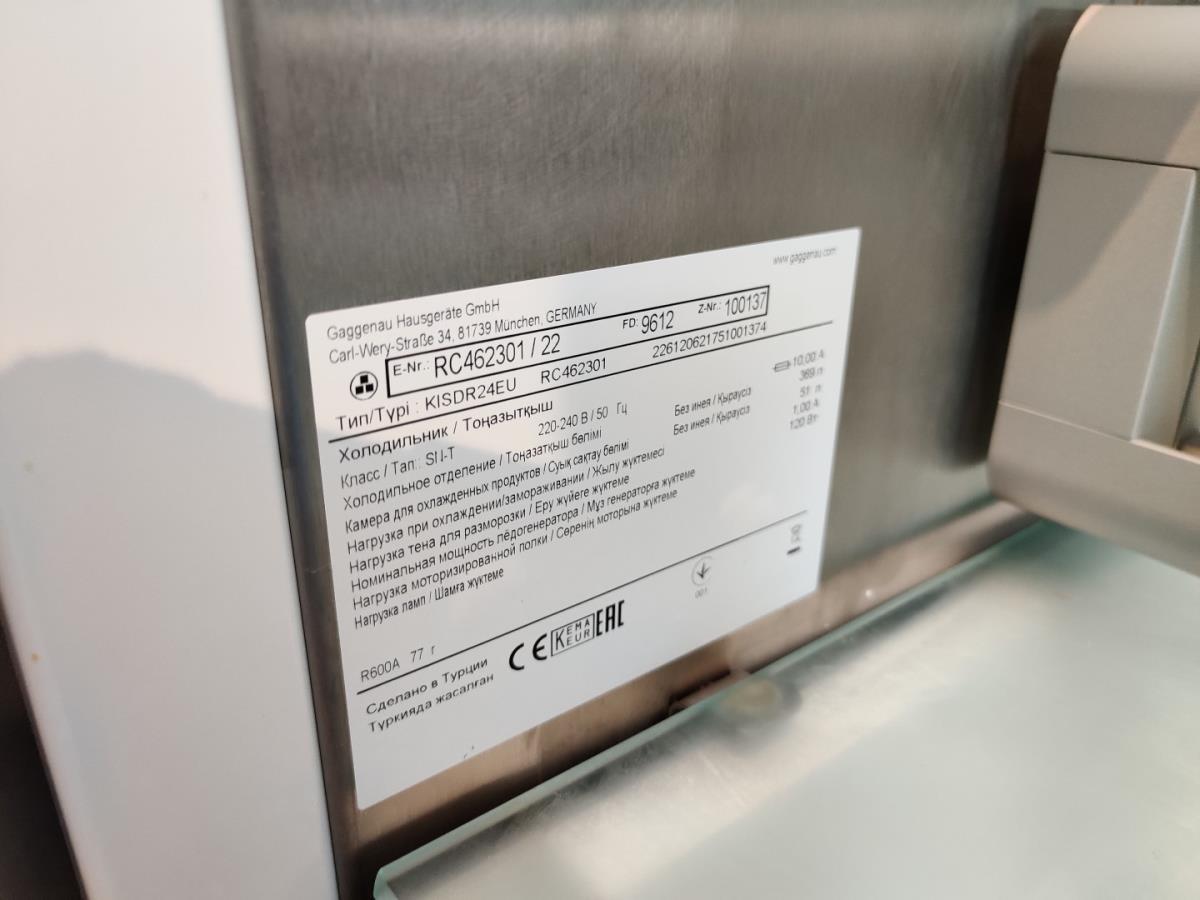 www.gaggenau.com
Gaggenau Hausgeräte GmbH
Carl-Wery-Straße 34, 81739 München, GERMANY
E-Nr.: RC462301 / 22 FD: 9612 Z-Nr.: 100137
Тип/Түрі : KISDR24EU RC462301 226120621751001374
Холодильник / Тоңазытқыш
Класс / Тап.: SN-T 220-240 В / 50 Гц 10,00 А
Холодильное отделение / Тоңазатқыш бөлімі Без инея / Қыраусіз 369 л
Камера для охлажденных продуктов / Суық сақтау бөлімі Без инея / Қыраусіз 51 л
Нагрузка при охлаждении/замораживании / Жылу жүктемесі 1,00 А
Нагрузка тена для разморозки / Еру жүйеге жүктеме 120 Вт
Номинальная мощность лёдогенератора / Мұз генераторға жүктеме
Нагрузка моторизированной полки / Сөренің моторына жүктеме
Нагрузка ламп / Шамға жүктеме
R600A 77 г
001
Сделано в Турции
Түркияда жасалған
CE KEMA EUR EAC